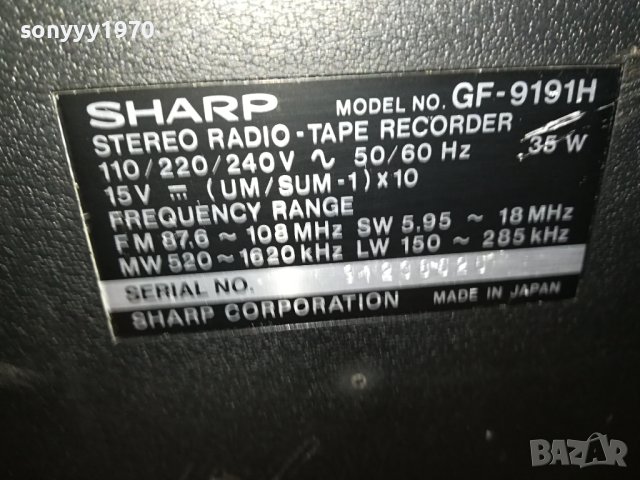 sonyyy1970
SHARP MODEL NO. GF-9191H
STEREO RADIO-TAPE RECORDER
110/220/240V ~ 50/60 Hz 35 W
15V ⎓ (UM/SUM-1)×10
FREQUENCY RANGE
FM 87.6 ~ 108 MHz SW 5.95 ~ 18 MHz
MW 520 ~ 1620 kHz LW 150 ~ 285 kHz
SERIAL NO.
SHARP CORPORATION MADE IN JAPAN
BAZAR